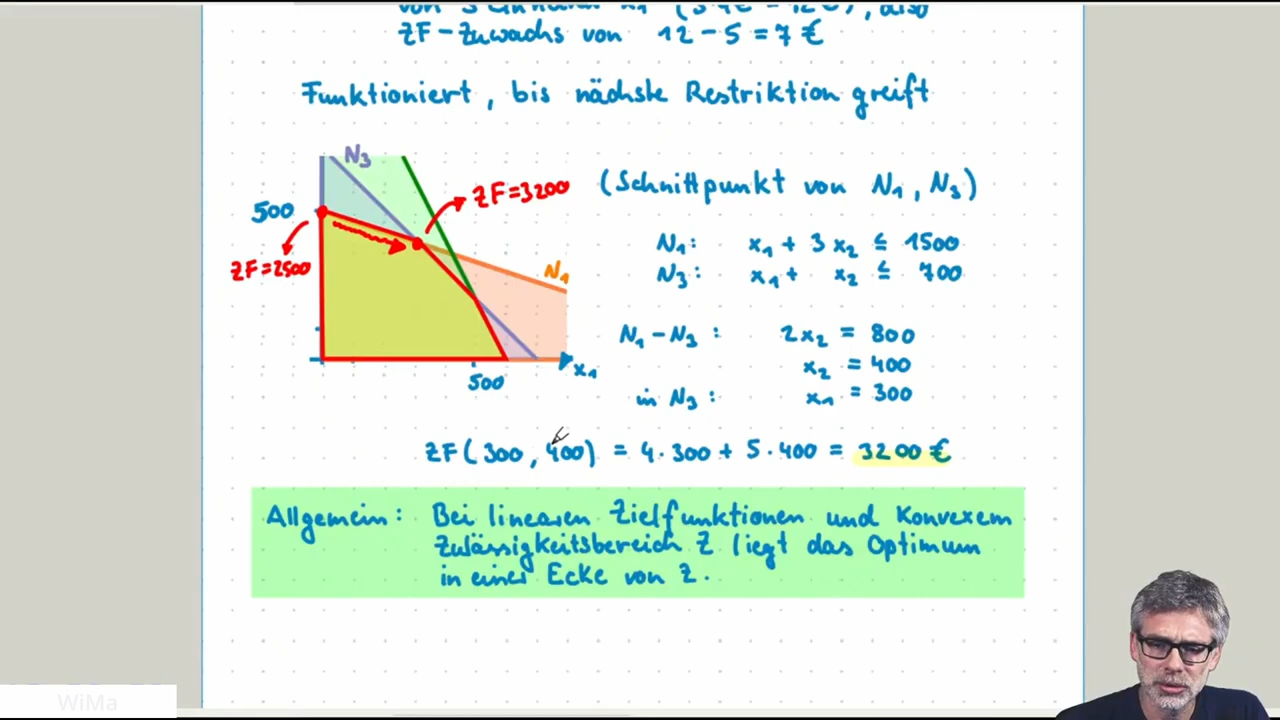 ZF-Zuwachs von 12 - 5 = 7 €
Funktioniert, bis nächste Restriktion greift
N3
ZF=3200
500
ZF=2500
N1
x1
500
(Schnittpunkt von N1, N3)
N1: x1 + 3 x2 ≤ 1500
N3: x1 + x2 ≤ 700
N1 - N3: 2x2 = 800
x2 = 400
in N3: x1 = 300
ZF(300, 400) = 4·300 + 5·400 = 3200 €
Allgemein: Bei linearen Zielfunktionen und konvexem
Zulässigkeitsbereich Z liegt das Optimum
in einer Ecke von Z.
WiMa